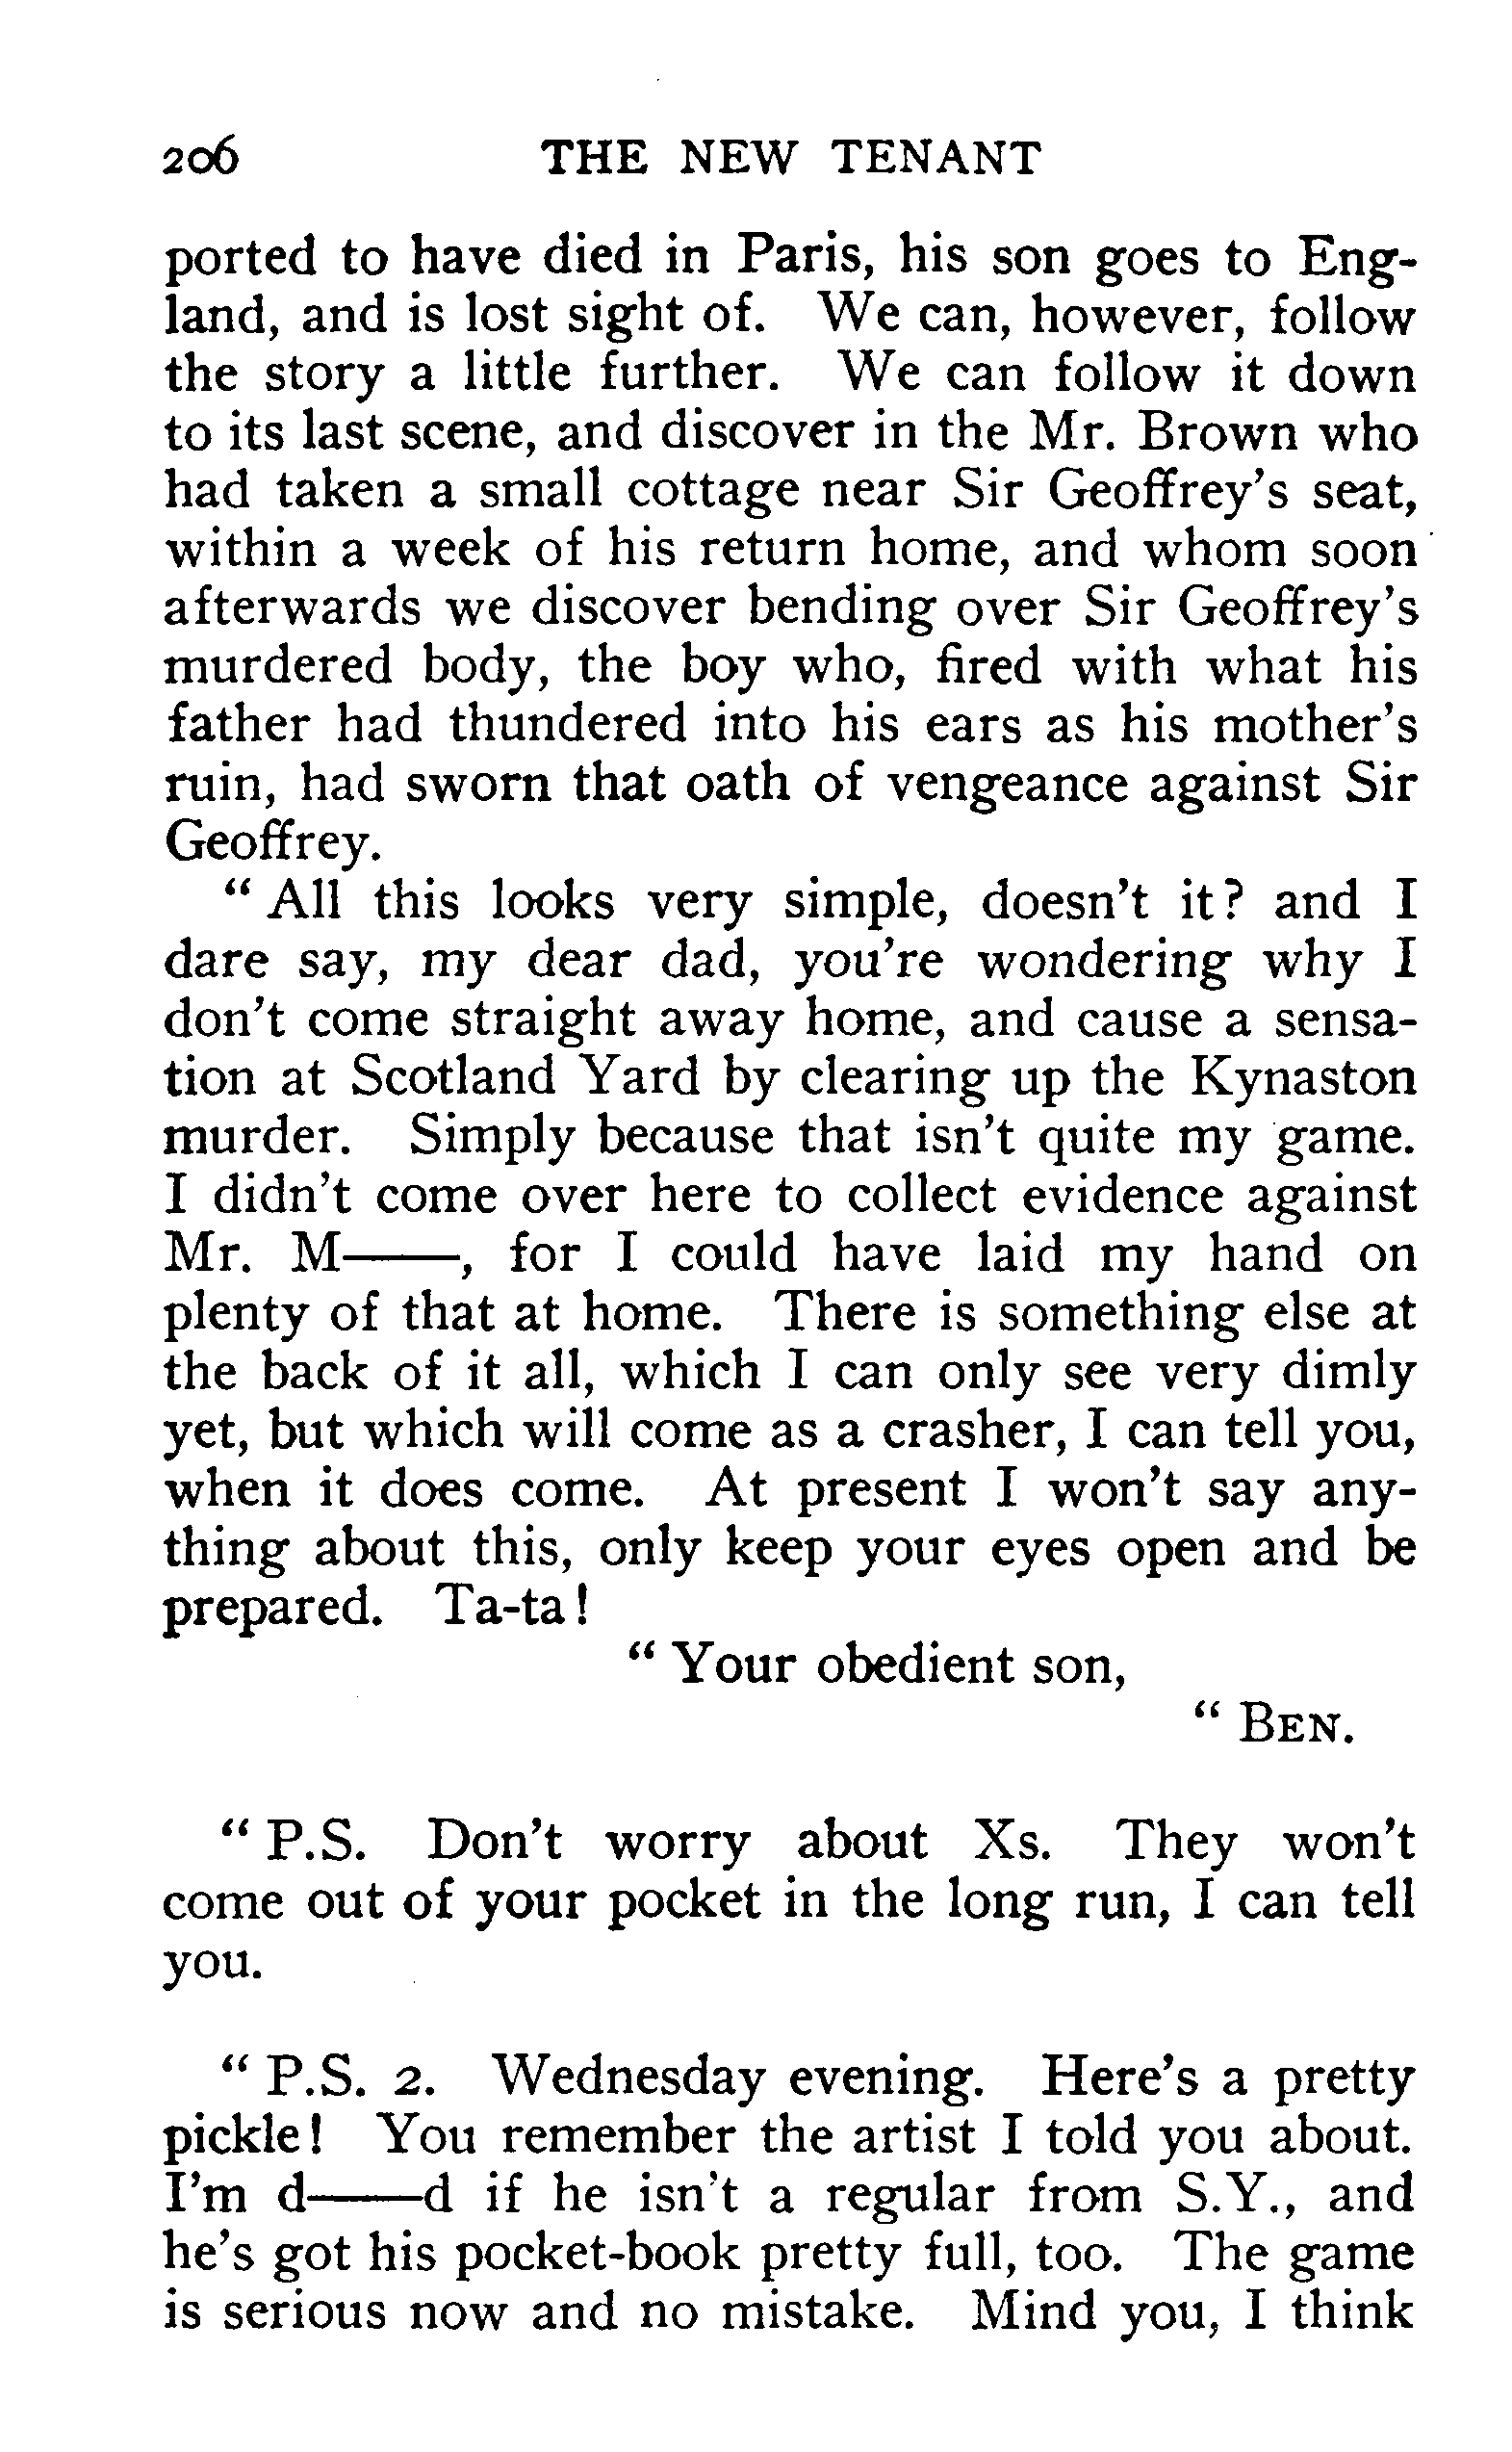 206 THE NEW TENANT
ported to have died in Paris, his son goes to Eng-
land, and is lost sight of. We can, however, follow
the story a little further. We can follow it down
to its last scene, and discover in the Mr. Brown who
had taken a small cottage near Sir Geoffrey's seat,
within a week of his return home, and whom soon
afterwards we discover bending over Sir Geoffrey's
murdered body, the boy who, fired with what his
father had thundered into his ears as his mother's
ruin, had sworn that oath of vengeance against Sir
Geoffrey.
“ All this looks very simple, doesn't it? and I
dare say, my dear dad, you're wondering why I
don't come straight away home, and cause a sensa-
tion at Scotland Yard by clearing up the Kynaston
murder. Simply because that isn't quite my game.
I didn't come over here to collect evidence against
Mr. M——, for I could have laid my hand on
plenty of that at home. There is something else at
the back of it all, which I can only see very dimly
yet, but which will come as a crasher, I can tell you,
when it does come. At present I won't say any-
thing about this, only keep your eyes open and be
prepared. Ta-ta!
“ Your obedient son,
“ BEN.
“ P.S. Don't worry about Xs. They won't
come out of your pocket in the long run, I can tell
you.
“ P.S. 2. Wednesday evening. Here's a pretty
pickle! You remember the artist I told you about.
I'm d——d if he isn't a regular from S.Y., and
he's got his pocket-book pretty full, too. The game
is serious now and no mistake. Mind you, I think